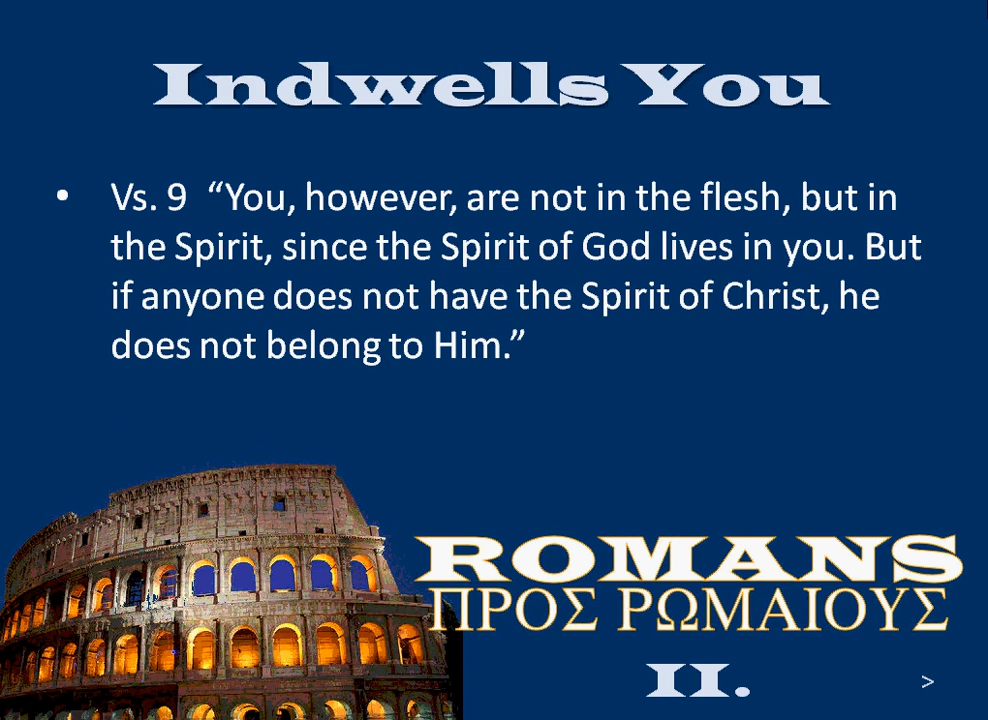 Indwells You
• Vs. 9 “You, however, are not in the flesh, but in
the Spirit, since the Spirit of God lives in you. But
if anyone does not have the Spirit of Christ, he
does not belong to Him.”
ROMANS
ΠΡΟΣ ΡΩΜΑΙΟΥΣ
II.
>